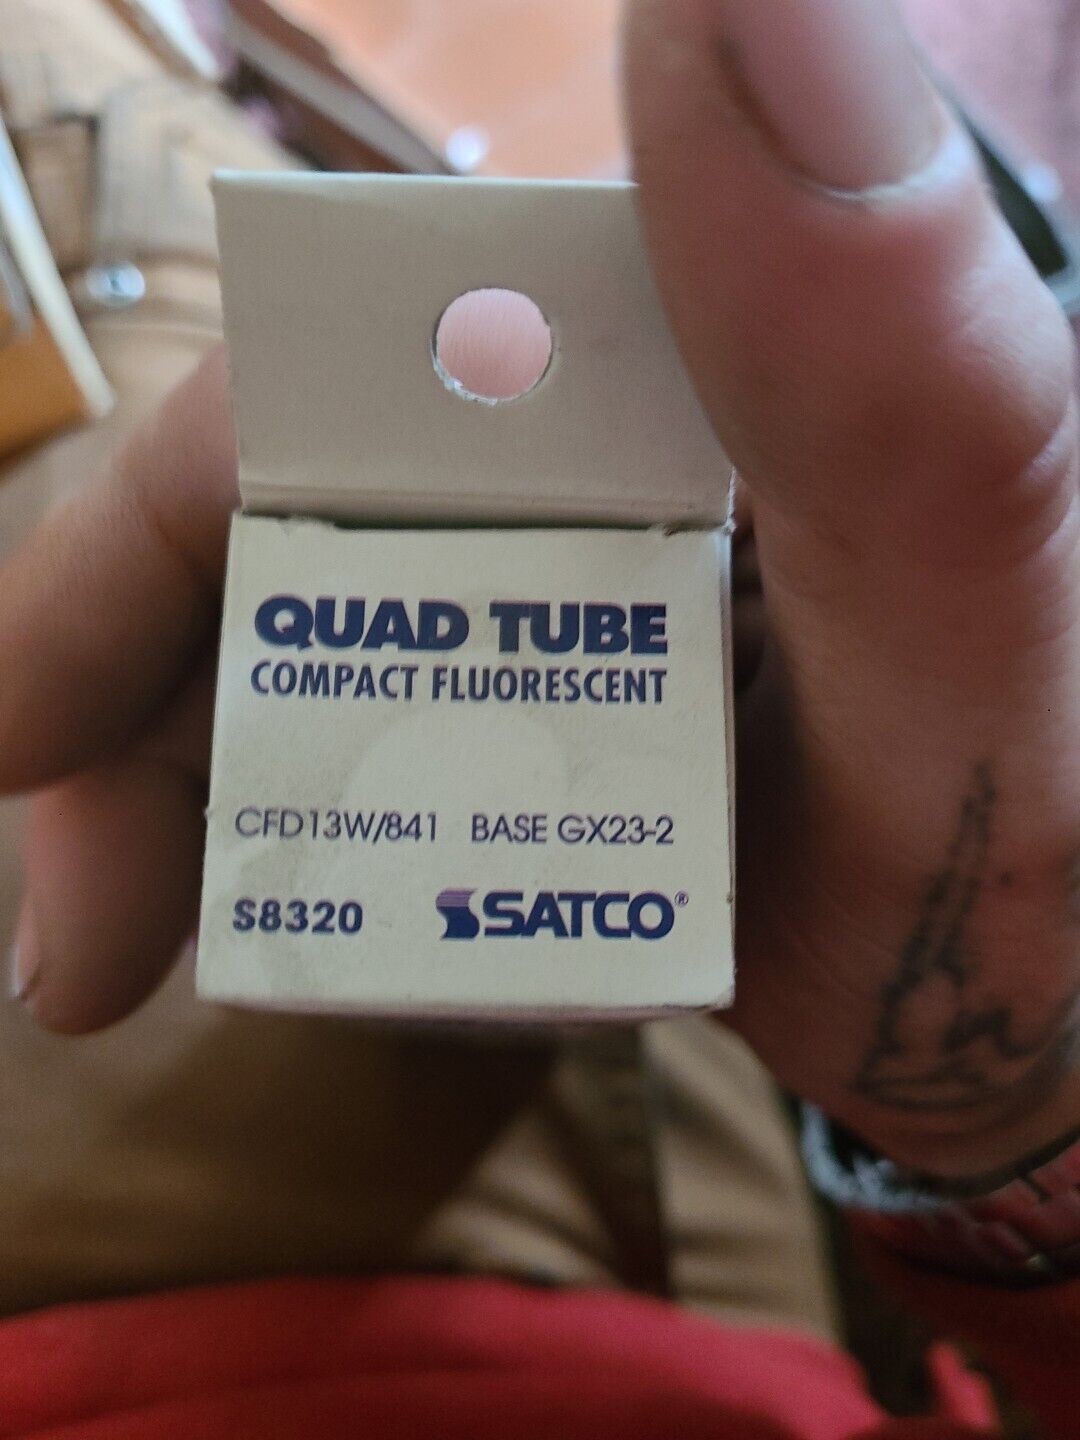 QUAD TUBE
COMPACT FLUORESCENT
CFD13W/841 BASE GX23-2
S8320 SATCO®